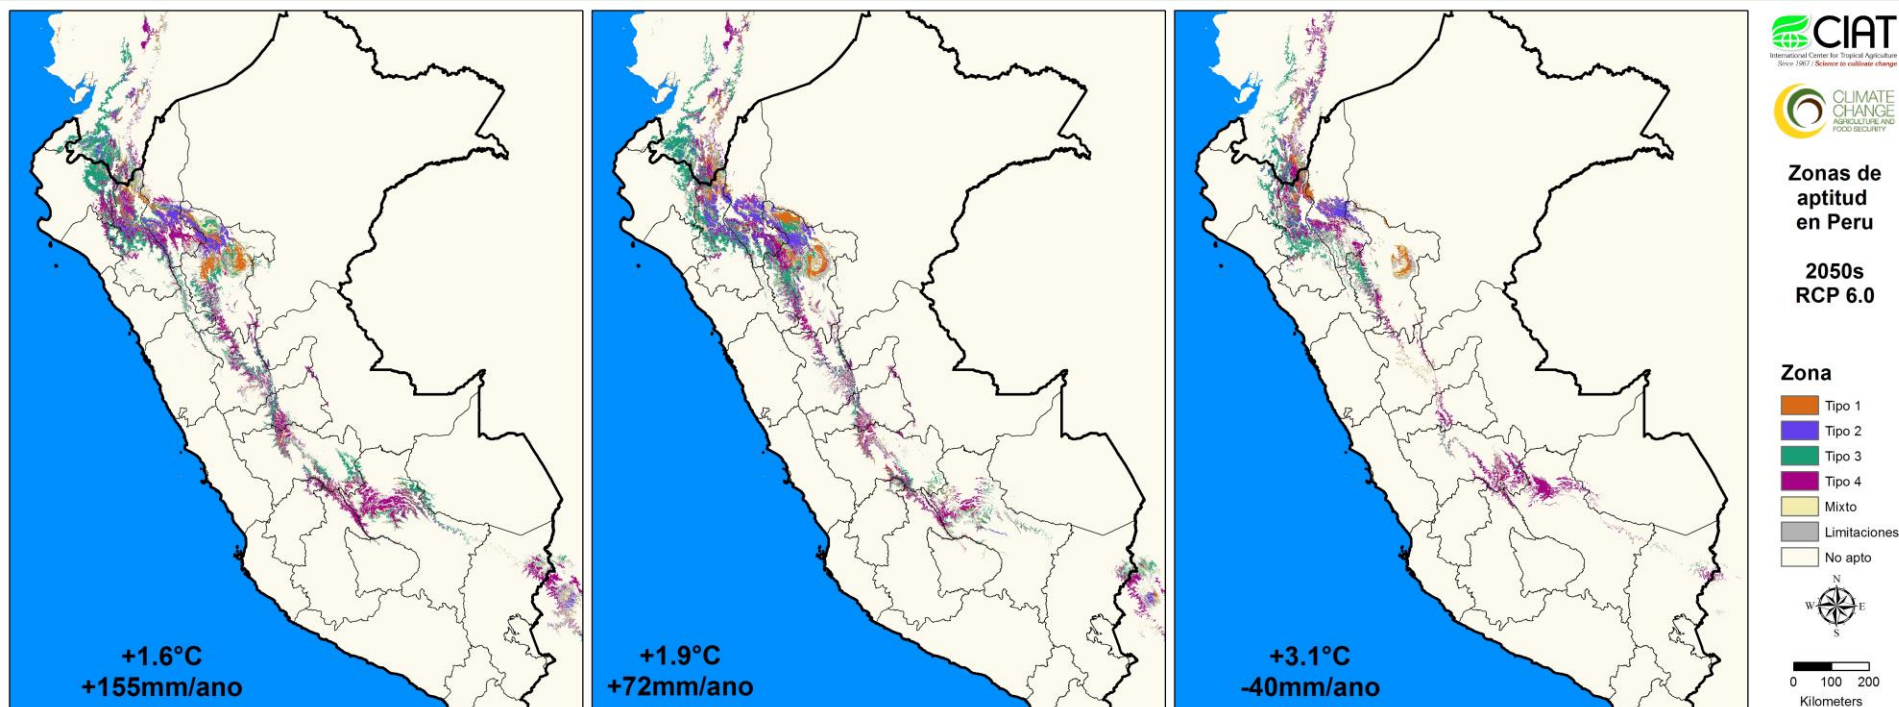 +1.6°C
+155mm/ano
+1.9°C
+72mm/ano
+3.1°C
-40mm/ano
CIAT
International Center for Tropical Agriculture
Since 1967 / Science to cultivate change
CLIMATE
CHANGE
AGRICULTURE AND
FOOD SECURITY
Zonas de
aptitud
en Peru
2050s
RCP 6.0
Zona
Tipo 1
Tipo 2
Tipo 3
Tipo 4
Mixto
Limitaciones
No apto
N
W E
S
0 100 200
Kilometers